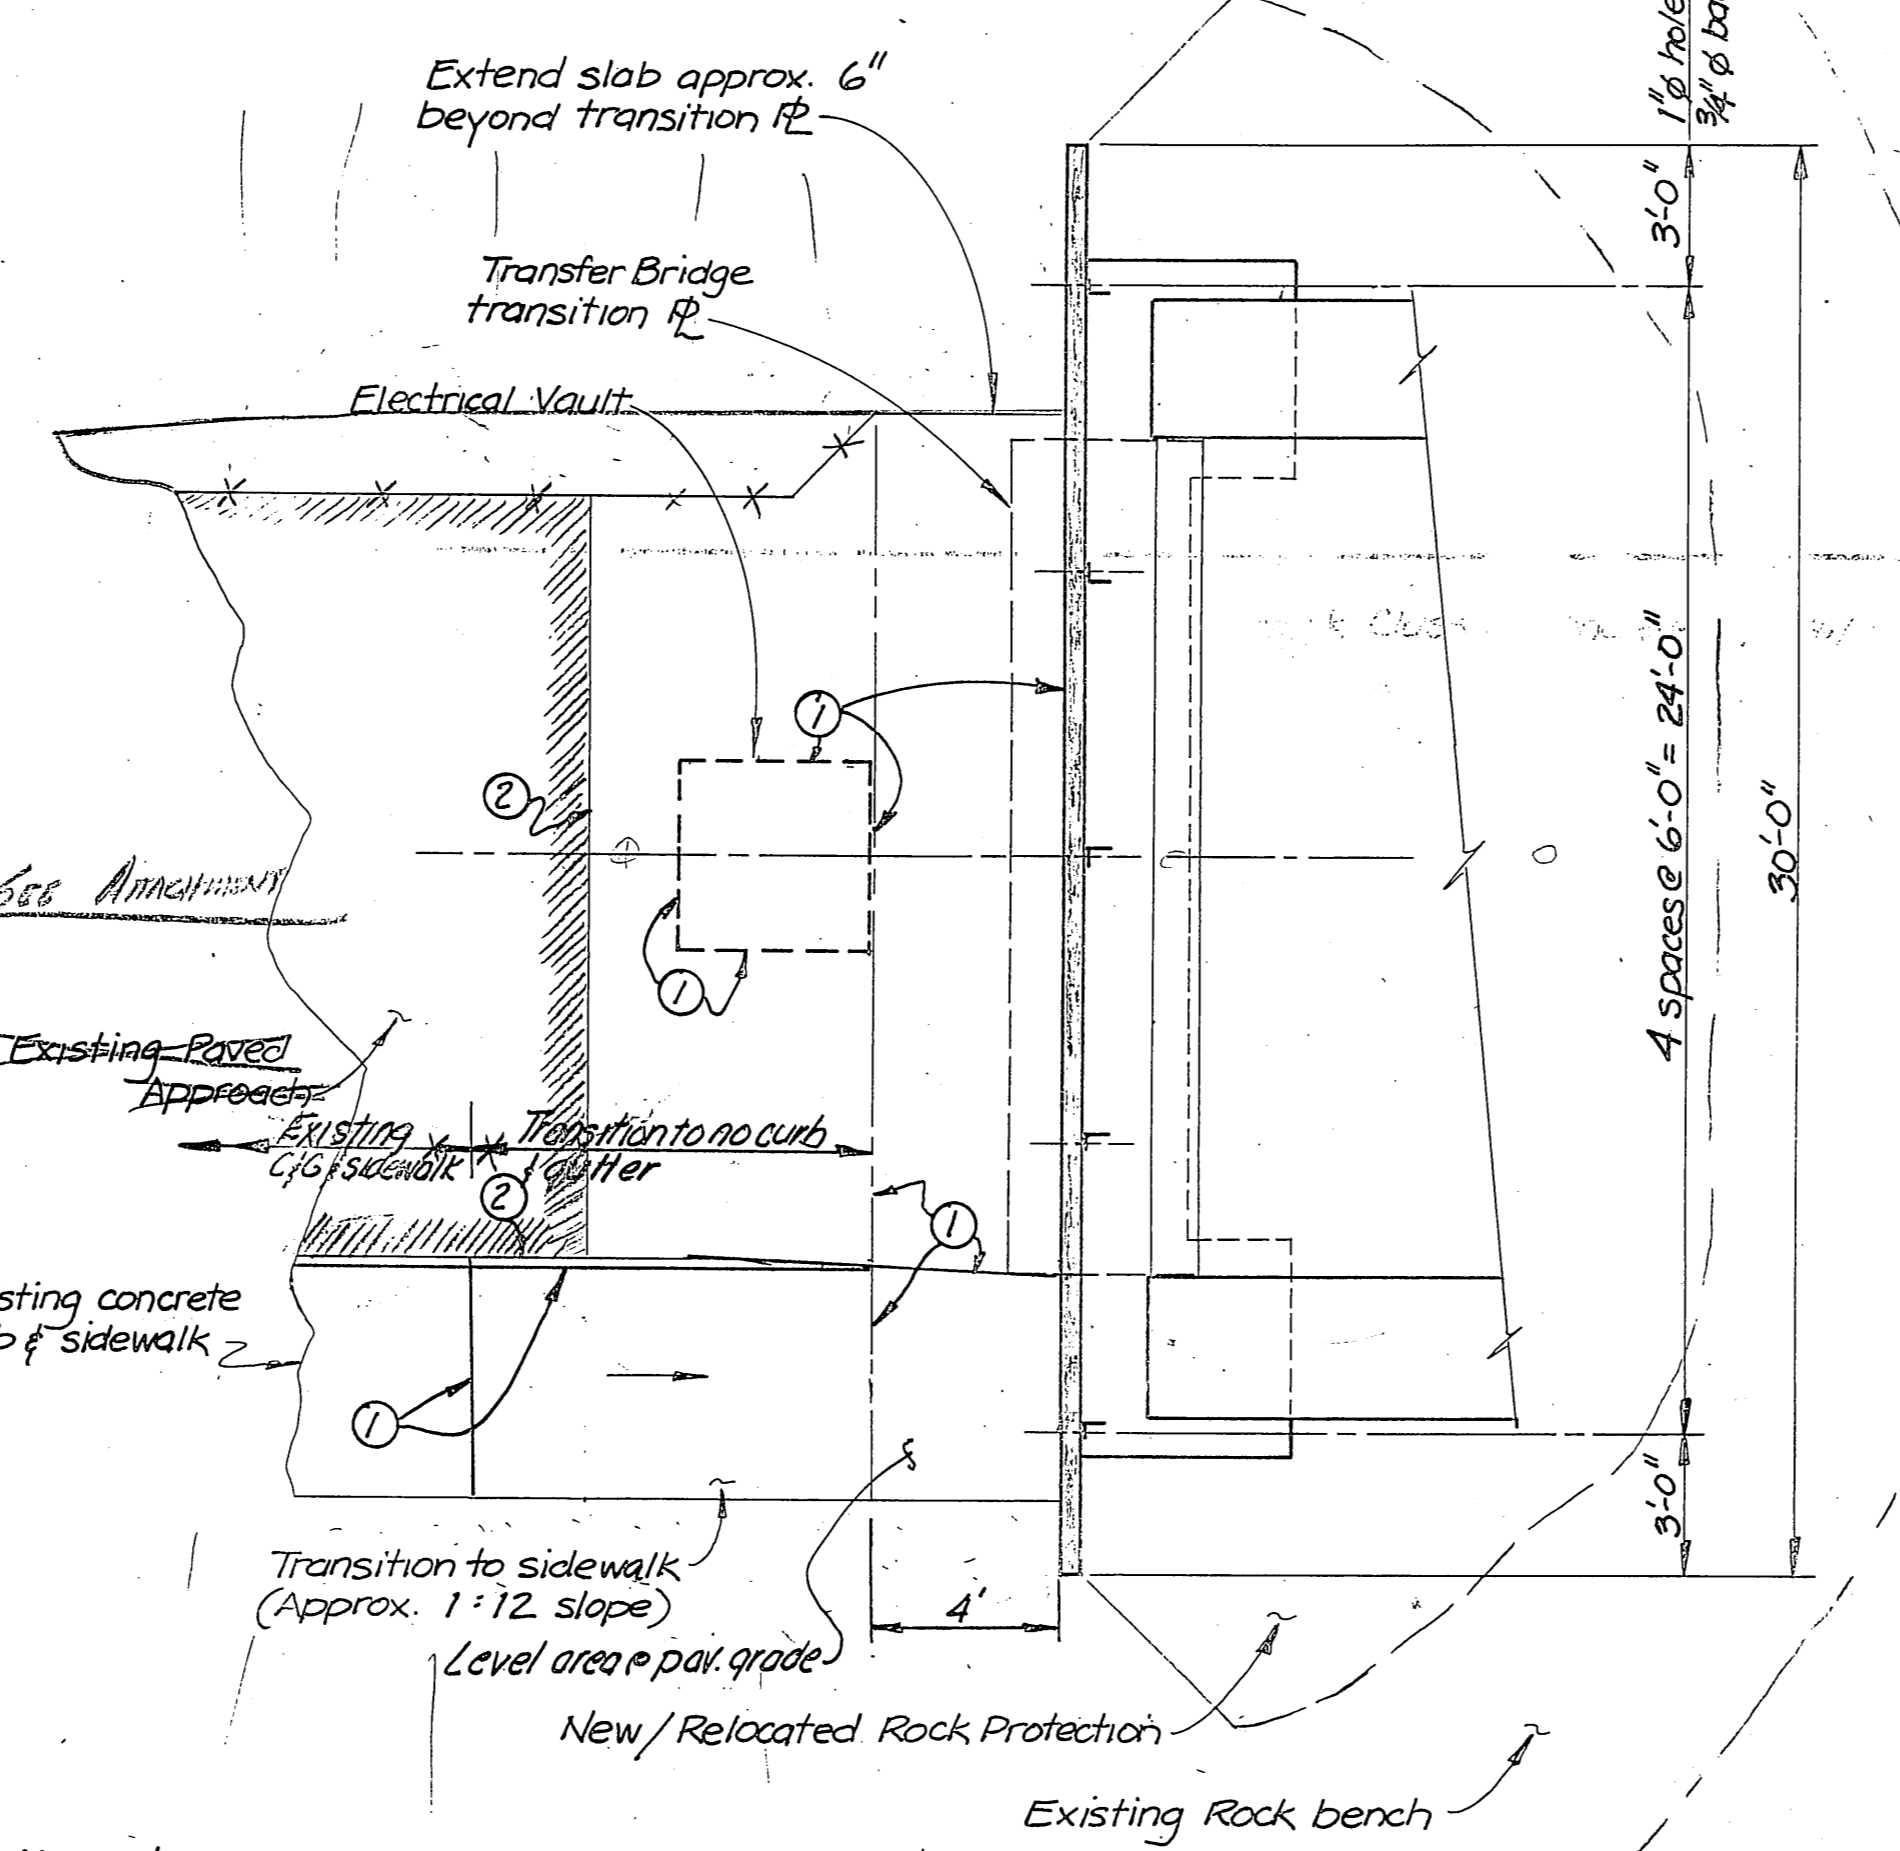 Extend slab approx. 6"
beyond transition PL
1"ø hole
3/4"ø
3'-0"
Transfer Bridge
transition PL
Electrical Vault
1
2
4 spaces @ 6'-0" = 24'-0"
30'-0"
See Attachment
1
Existing Paved
Approach
Existing
C&G sidewalk
Transition to no curb
& gutter
2
1
concrete
& sidewalk
1
3'-0"
Transition to sidewalk
(Approx. 1:12 slope)
4'
Level area @ pav. grade
New/Relocated Rock Protection
Existing Rock bench